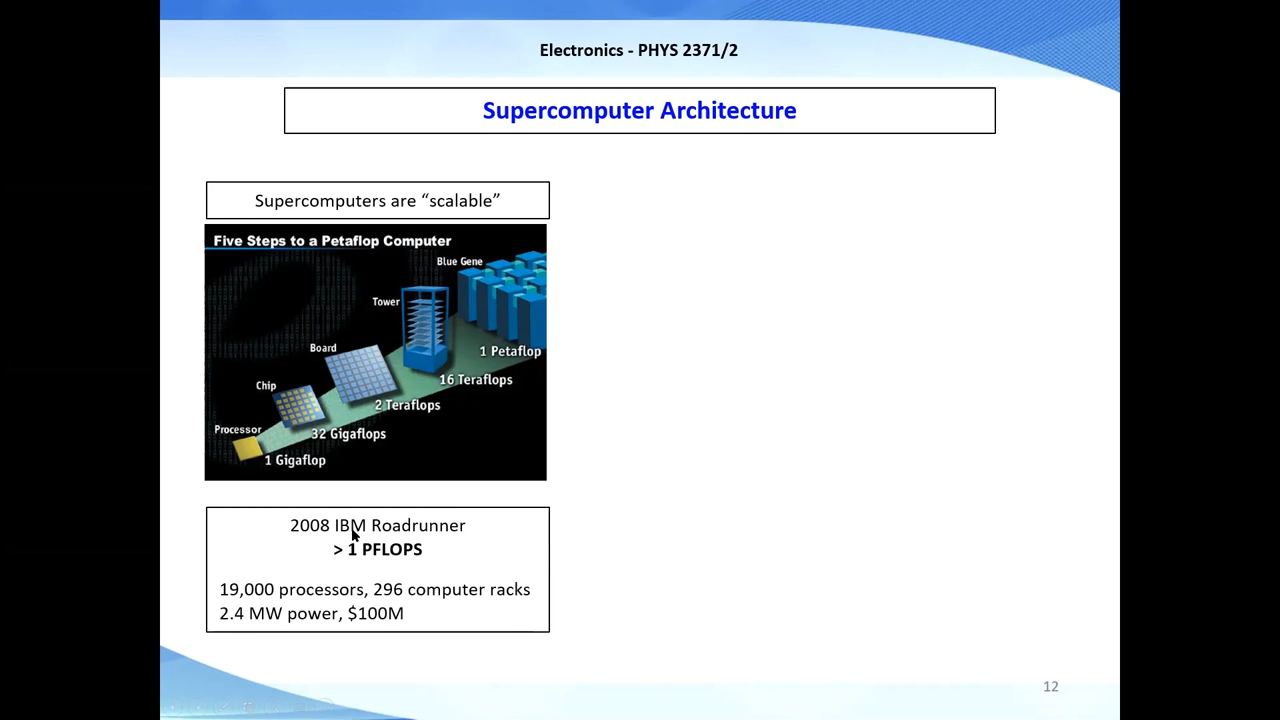 Electronics - PHYS 2371/2
Supercomputer Architecture
Supercomputers are “scalable”
Five Steps to a Petaflop Computer
Blue Gene
Tower
1 Petaflop
Board
16 Teraflops
Chip
2 Teraflops
Processor
32 Gigaflops
1 Gigaflop
2008 IBM Roadrunner
> 1 PFLOPS
19,000 processors, 296 computer racks
2.4 MW power, $100M
12